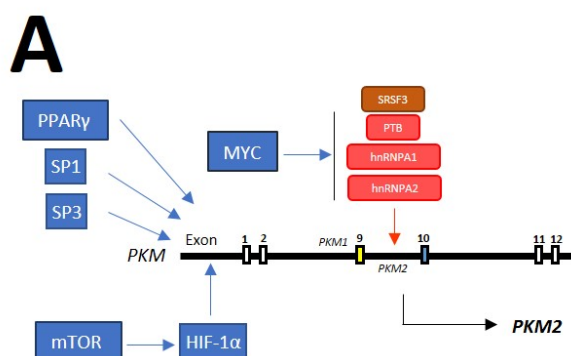 A
PPARγ
SP1
SP3
MYC
SRSF3
PTB
hnRNPA1
hnRNPA2
PKM
Exon
1
2
PKM1
9
PKM2
10
11
12
mTOR
HIF-1α
PKM2